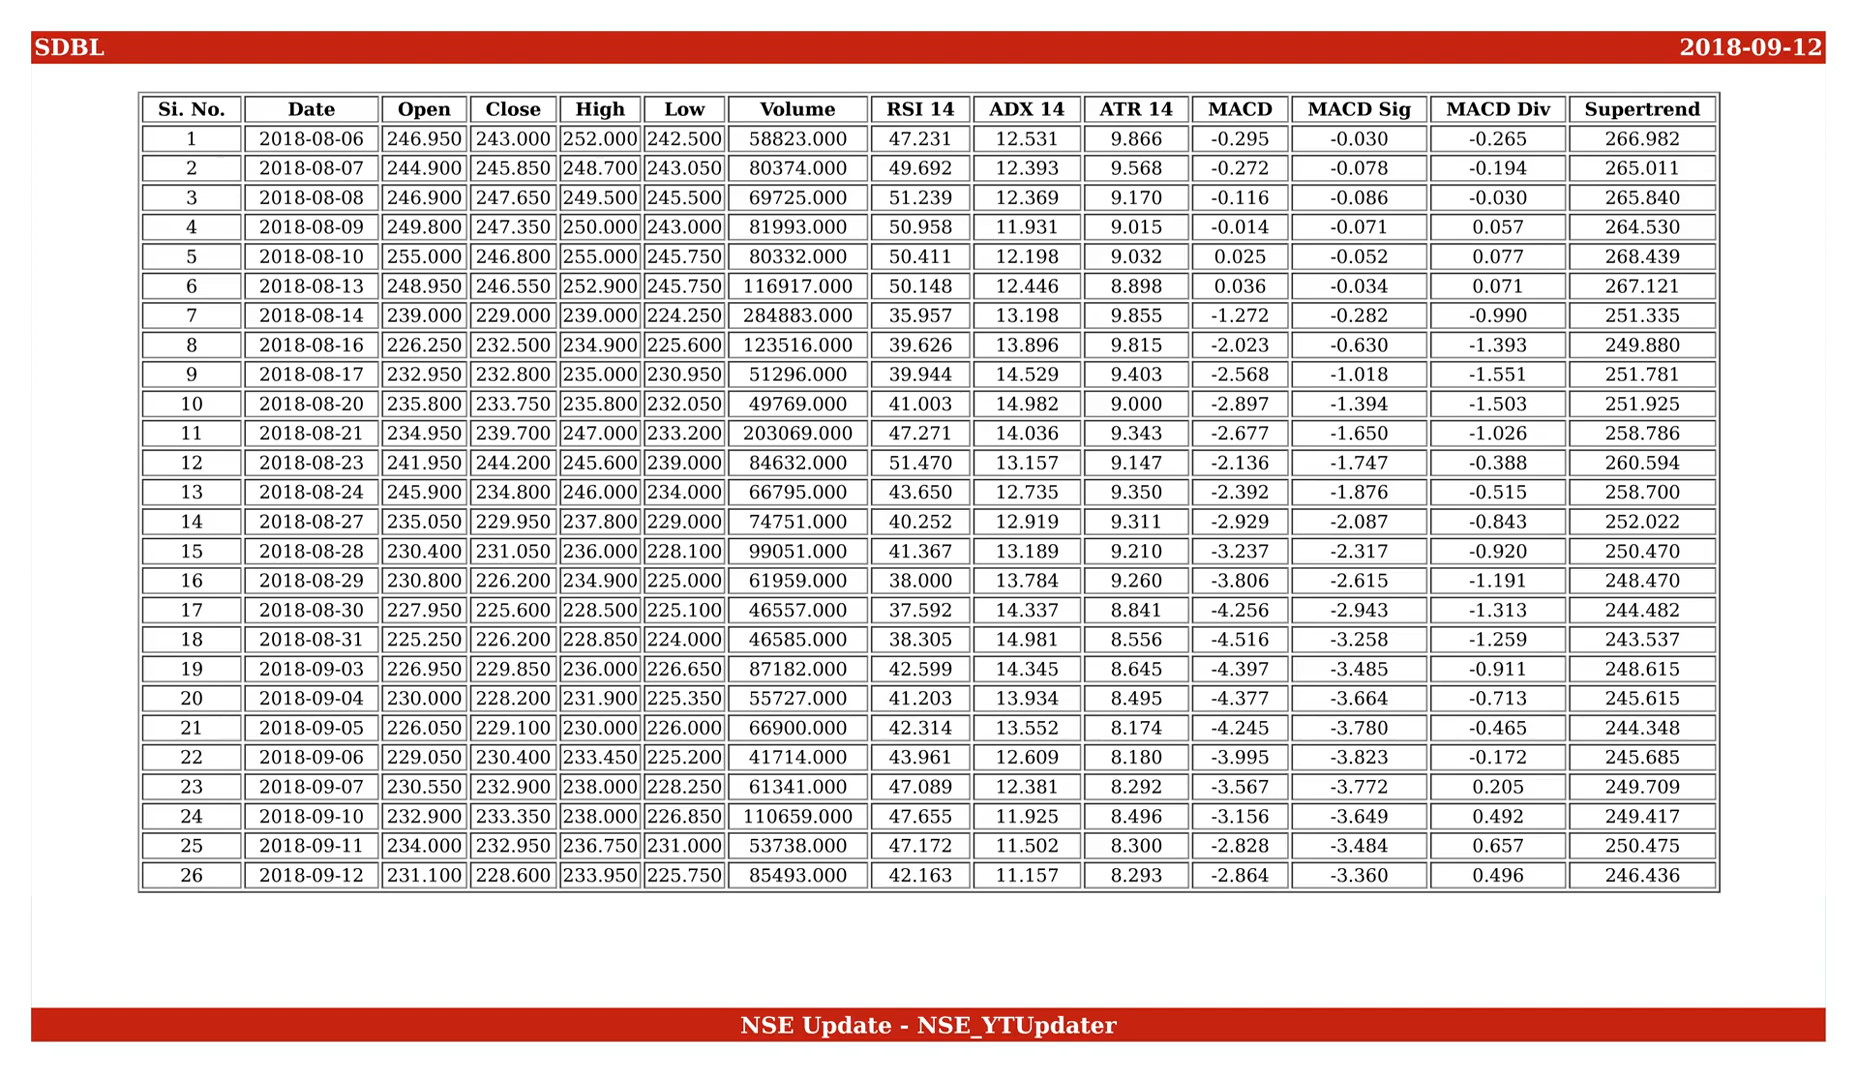 SDBL 2018-09-12
Si. No. Date Open Close High Low Volume RSI 14 ADX 14 ATR 14 MACD MACD Sig MACD Div Supertrend
1 2018-08-06 246.950 243.000 252.000 242.500 58823.000 47.231 12.531 9.866 -0.295 -0.030 -0.265 266.982
2 2018-08-07 244.900 245.850 248.700 243.050 80374.000 49.692 12.393 9.568 -0.272 -0.078 -0.194 265.011
3 2018-08-08 246.900 247.650 249.500 245.500 69725.000 51.239 12.369 9.170 -0.116 -0.086 -0.030 265.840
4 2018-08-09 249.800 247.350 250.000 243.000 81993.000 50.958 11.931 9.015 -0.014 -0.071 0.057 264.530
5 2018-08-10 255.000 246.800 255.000 245.750 80332.000 50.411 12.198 9.032 0.025 -0.052 0.077 268.439
6 2018-08-13 248.950 246.550 252.900 245.750 116917.000 50.148 12.446 8.898 0.036 -0.034 0.071 267.121
7 2018-08-14 239.000 229.000 239.000 224.250 284883.000 35.957 13.198 9.855 -1.272 -0.282 -0.990 251.335
8 2018-08-16 226.250 232.500 234.900 225.600 123516.000 39.626 13.896 9.815 -2.023 -0.630 -1.393 249.880
9 2018-08-17 232.950 232.800 235.000 230.950 51296.000 39.944 14.529 9.403 -2.568 -1.018 -1.551 251.781
10 2018-08-20 235.800 233.750 235.800 232.050 49769.000 41.003 14.982 9.000 -2.897 -1.394 -1.503 251.925
11 2018-08-21 234.950 239.700 247.000 233.200 203069.000 47.271 14.036 9.343 -2.677 -1.650 -1.026 258.786
12 2018-08-23 241.950 244.200 245.600 239.000 84632.000 51.470 13.157 9.147 -2.136 -1.747 -0.388 260.594
13 2018-08-24 245.900 234.800 246.000 234.000 66795.000 43.650 12.735 9.350 -2.392 -1.876 -0.515 258.700
14 2018-08-27 235.050 229.950 237.800 229.000 74751.000 40.252 12.919 9.311 -2.929 -2.087 -0.843 252.022
15 2018-08-28 230.400 231.050 236.000 228.100 99051.000 41.367 13.189 9.210 -3.237 -2.317 -0.920 250.470
16 2018-08-29 230.800 226.200 234.900 225.000 61959.000 38.000 13.784 9.260 -3.806 -2.615 -1.191 248.470
17 2018-08-30 227.950 225.600 228.500 225.100 46557.000 37.592 14.337 8.841 -4.256 -2.943 -1.313 244.482
18 2018-08-31 225.250 226.200 228.850 224.000 46585.000 38.305 14.981 8.556 -4.516 -3.258 -1.259 243.537
19 2018-09-03 226.950 229.850 236.000 226.650 87182.000 42.599 14.345 8.645 -4.397 -3.485 -0.911 248.615
20 2018-09-04 230.000 228.200 231.900 225.350 55727.000 41.203 13.934 8.495 -4.377 -3.664 -0.713 245.615
21 2018-09-05 226.050 229.100 230.000 226.000 66900.000 42.314 13.552 8.174 -4.245 -3.780 -0.465 244.348
22 2018-09-06 229.050 230.400 233.450 225.200 41714.000 43.961 12.609 8.180 -3.995 -3.823 -0.172 245.685
23 2018-09-07 230.550 232.900 238.000 228.250 61341.000 47.089 12.381 8.292 -3.567 -3.772 0.205 249.709
24 2018-09-10 232.900 233.350 238.000 226.850 110659.000 47.655 11.925 8.496 -3.156 -3.649 0.492 249.417
25 2018-09-11 234.000 232.950 236.750 231.000 53738.000 47.172 11.502 8.300 -2.828 -3.484 0.657 250.475
26 2018-09-12 231.100 228.600 233.950 225.750 85493.000 42.163 11.157 8.293 -2.864 -3.360 0.496 246.436
NSE Update - NSE_YTUpdater